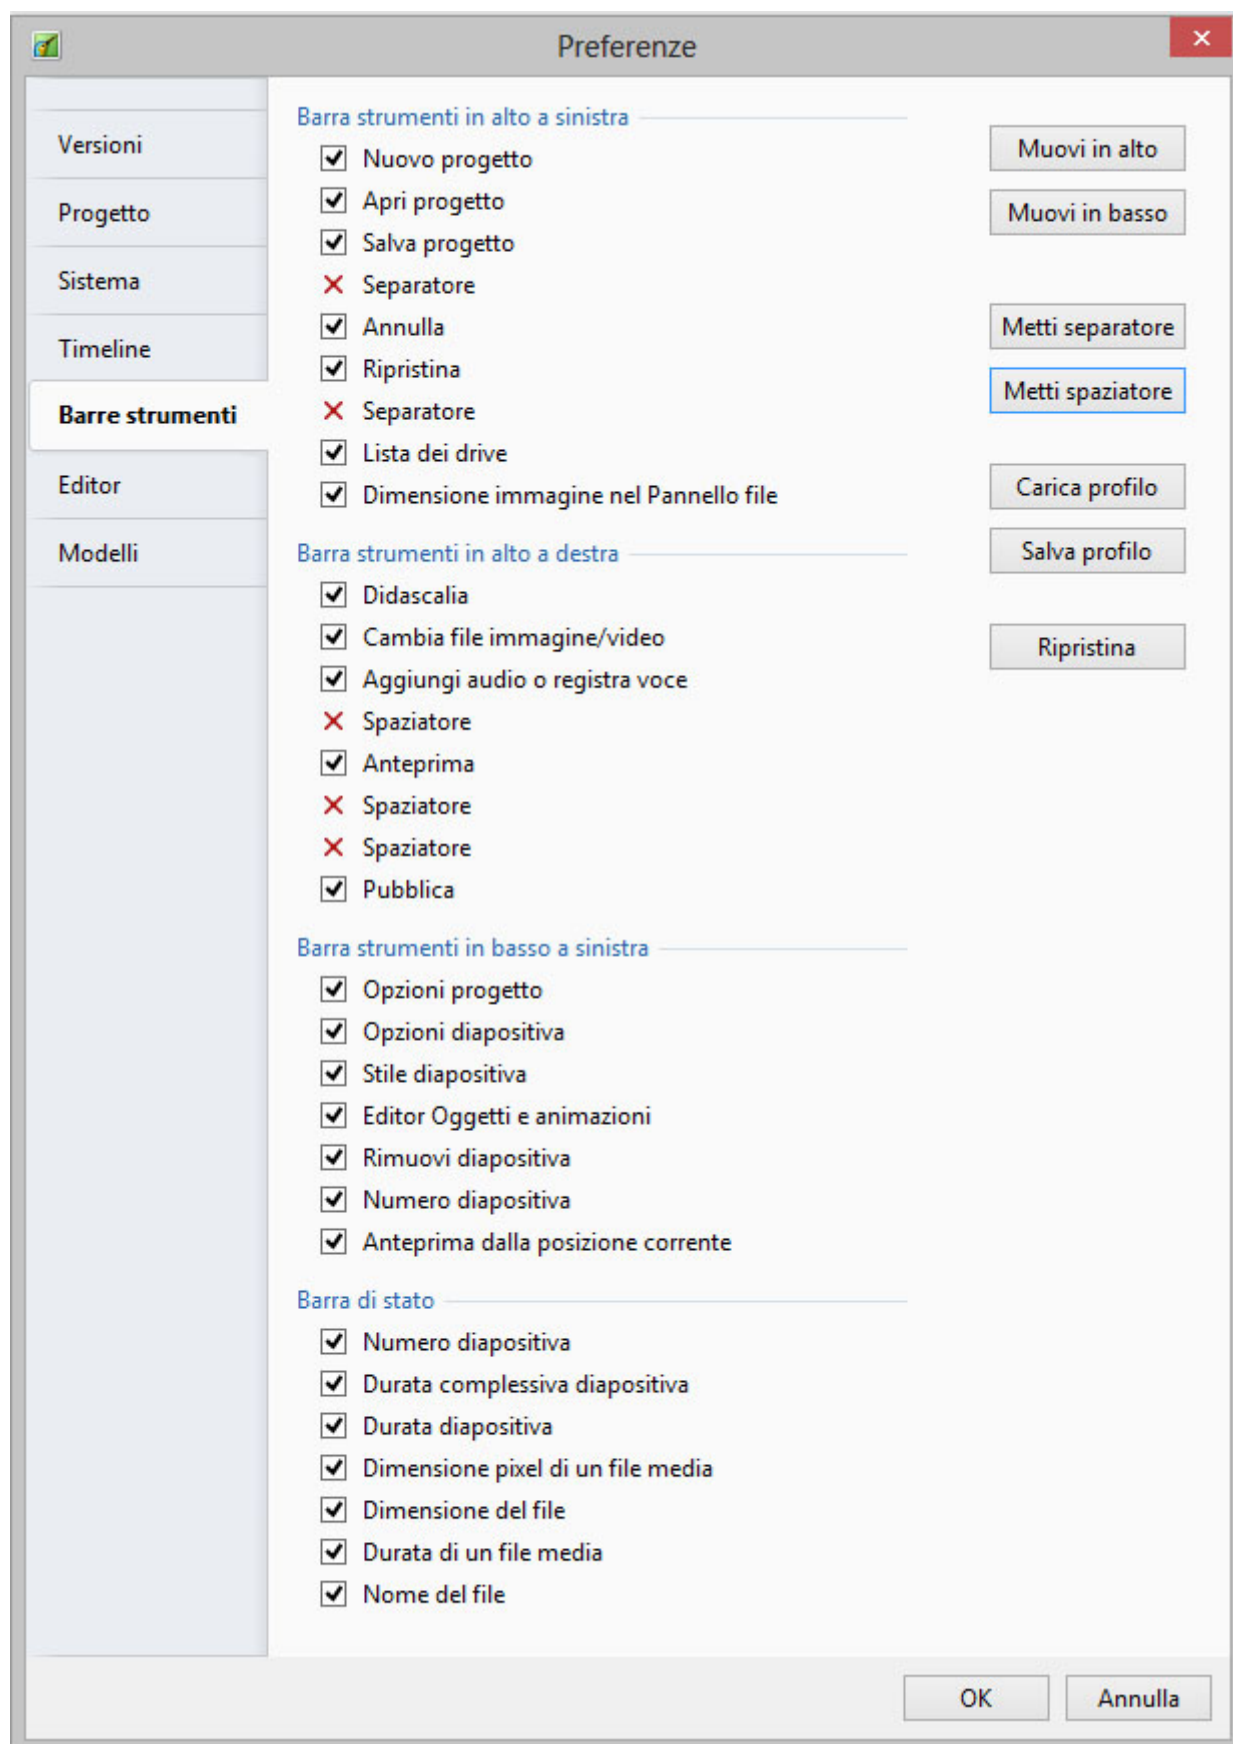 Preferenze
Versioni
Progetto
Sistema
Timeline
Barre strumenti
Editor
Modelli
Barra strumenti in alto a sinistra
Nuovo progetto
Apri progetto
Salva progetto
Separatore
Annulla
Ripristina
Separatore
Lista dei drive
Dimensione immagine nel Pannello file
Barra strumenti in alto a destra
Didascalia
Cambia file immagine/video
Aggiungi audio o registra voce
Spaziatore
Anteprima
Spaziatore
Spaziatore
Pubblica
Barra strumenti in basso a sinistra
Opzioni progetto
Opzioni diapositiva
Stile diapositiva
Editor Oggetti e animazioni
Rimuovi diapositiva
Numero diapositiva
Anteprima dalla posizione corrente
Barra di stato
Numero diapositiva
Durata complessiva diapositiva
Durata diapositiva
Dimensione pixel di un file media
Dimensione del file
Durata di un file media
Nome del file
Muovi in alto
Muovi in basso
Metti separatore
Metti spaziatore
Carica profilo
Salva profilo
Ripristina
OK
Annulla